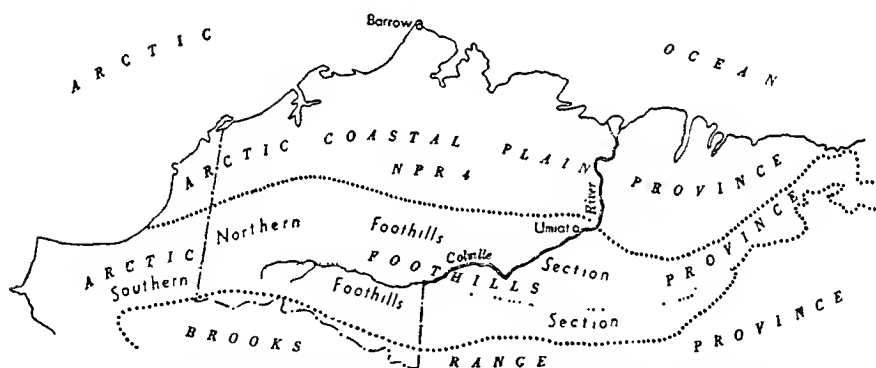 Barrow
ARCTIC OCEAN
ARCTIC COASTAL PLAIN PROVINCE
NPR 4
River
Umiat
Northern Foothills Section
Colville
ARCTIC FOOTHILLS PROVINCE
Southern Foothills Section
BROOKS RANGE PROVINCE